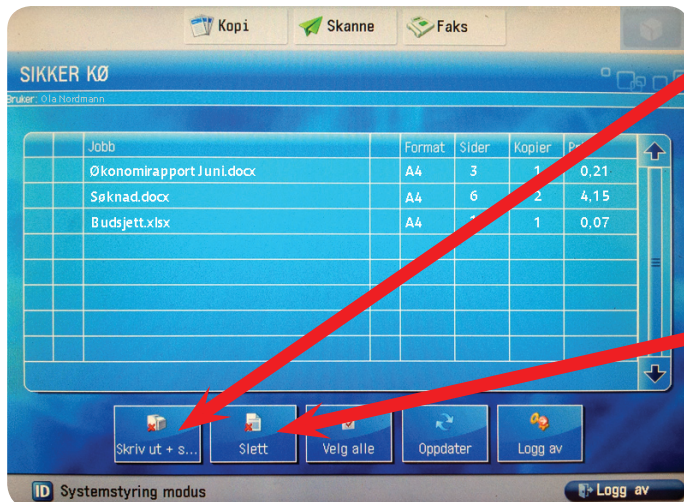 Kopi Skanne Faks
SIKKER KØ
Bruker: Ola Nordmann
Jobb Format Sider Kopier
Økonomirapport Juni.docx A4 3 1 0,21
Søknad.docx A4 6 2 4,15
Budsjett.xlsx A4 1 0,07
Skriv ut + s... Slett Velg alle Oppdater Logg av
ID Systemstyring modus Logg av